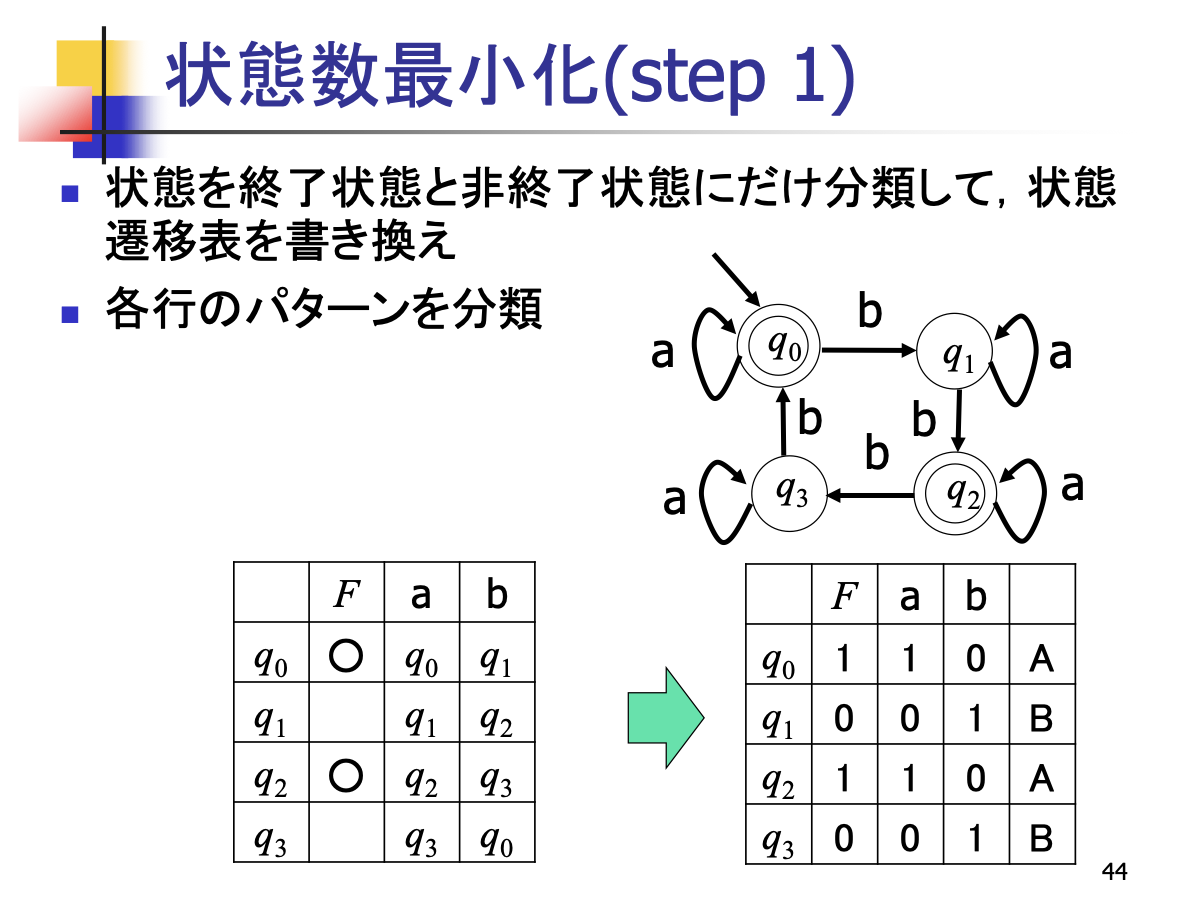 状態数最小化(step 1)
状態を終了状態と非終了状態にだけ分類して，状態
遷移表を書き換え
各行のパターンを分類
b
a q0 q1 a
b b
b
a q3 q2 a
F a b
q0 ○ q0 q1
q1 q1 q2
q2 ○ q2 q3
q3 q3 q0
F a b
q0 1 1 0 A
q1 0 0 1 B
q2 1 1 0 A
q3 0 0 1 B
44